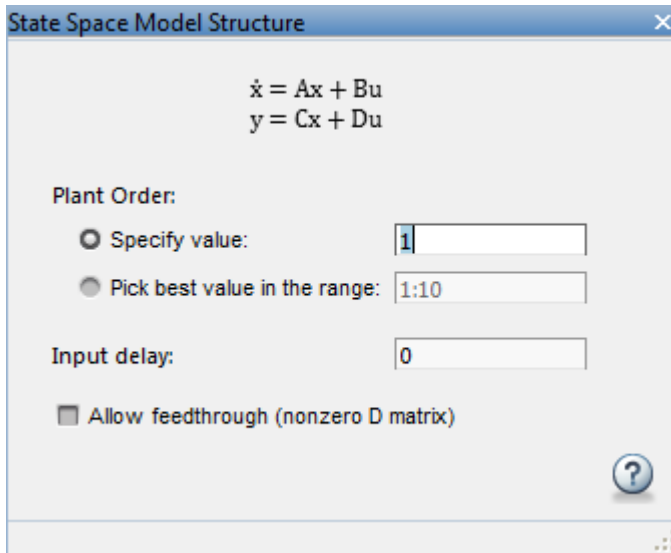 State Space Model Structure
ẋ = Ax + Bu
y = Cx + Du
Plant Order:
Specify value: 1
Pick best value in the range: 1:10
Input delay: 0
Allow feedthrough (nonzero D matrix)
?